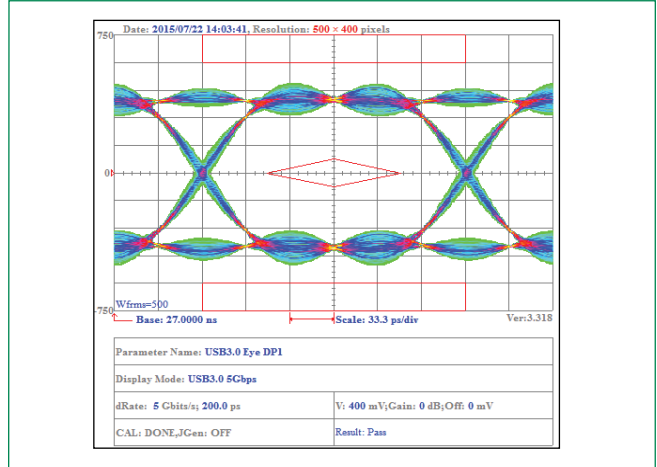 Date: 2015/07/22 14:03:41, Resolution: 500 × 400 pixels
750
0
-750
Wfrms=500
Base: 27.0000 ns
Scale: 33.3 ps/div
Ver:3.318
Parameter Name: USB3.0 Eye DP1
Display Mode: USB3.0 5Gbps
dRate: 5 Gbits/s; 200.0 ps
V: 400 mV;Gain: 0 dB;Off: 0 mV
CAL: DONE,JGen: OFF
Result: Pass